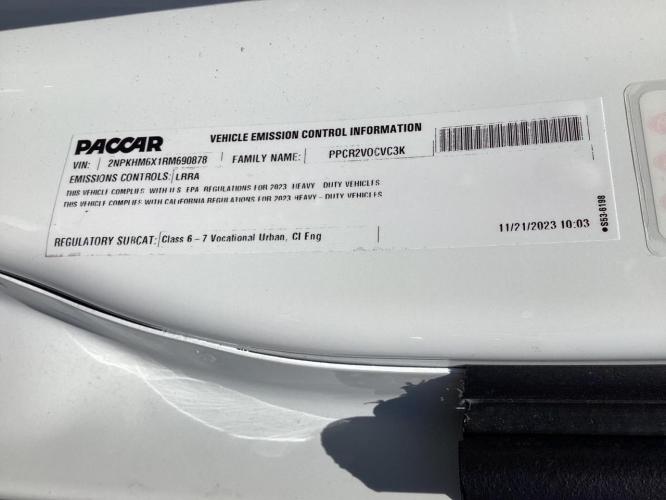 PACCAR VEHICLE EMISSION CONTROL INFORMATION
VIN: 2NPKHM6X1RM690878 FAMILY NAME: PPCR2VOCVC3K
EMISSIONS CONTROLS: LRRA
THIS VEHICLE COMPLIES WITH U.S. EPA REGULATIONS FOR 2023 HEAVY - DUTY VEHICLES
THIS VEHICLE COMPLIES WITH CALIFORNIA REGULATIONS FOR 2023 HEAVY - DUTY VEHICLES
REGULATORY SUBCAT: Class 6 - 7 Vocational Urban, CI Eng 11/21/2023 10:03
●S53-6198